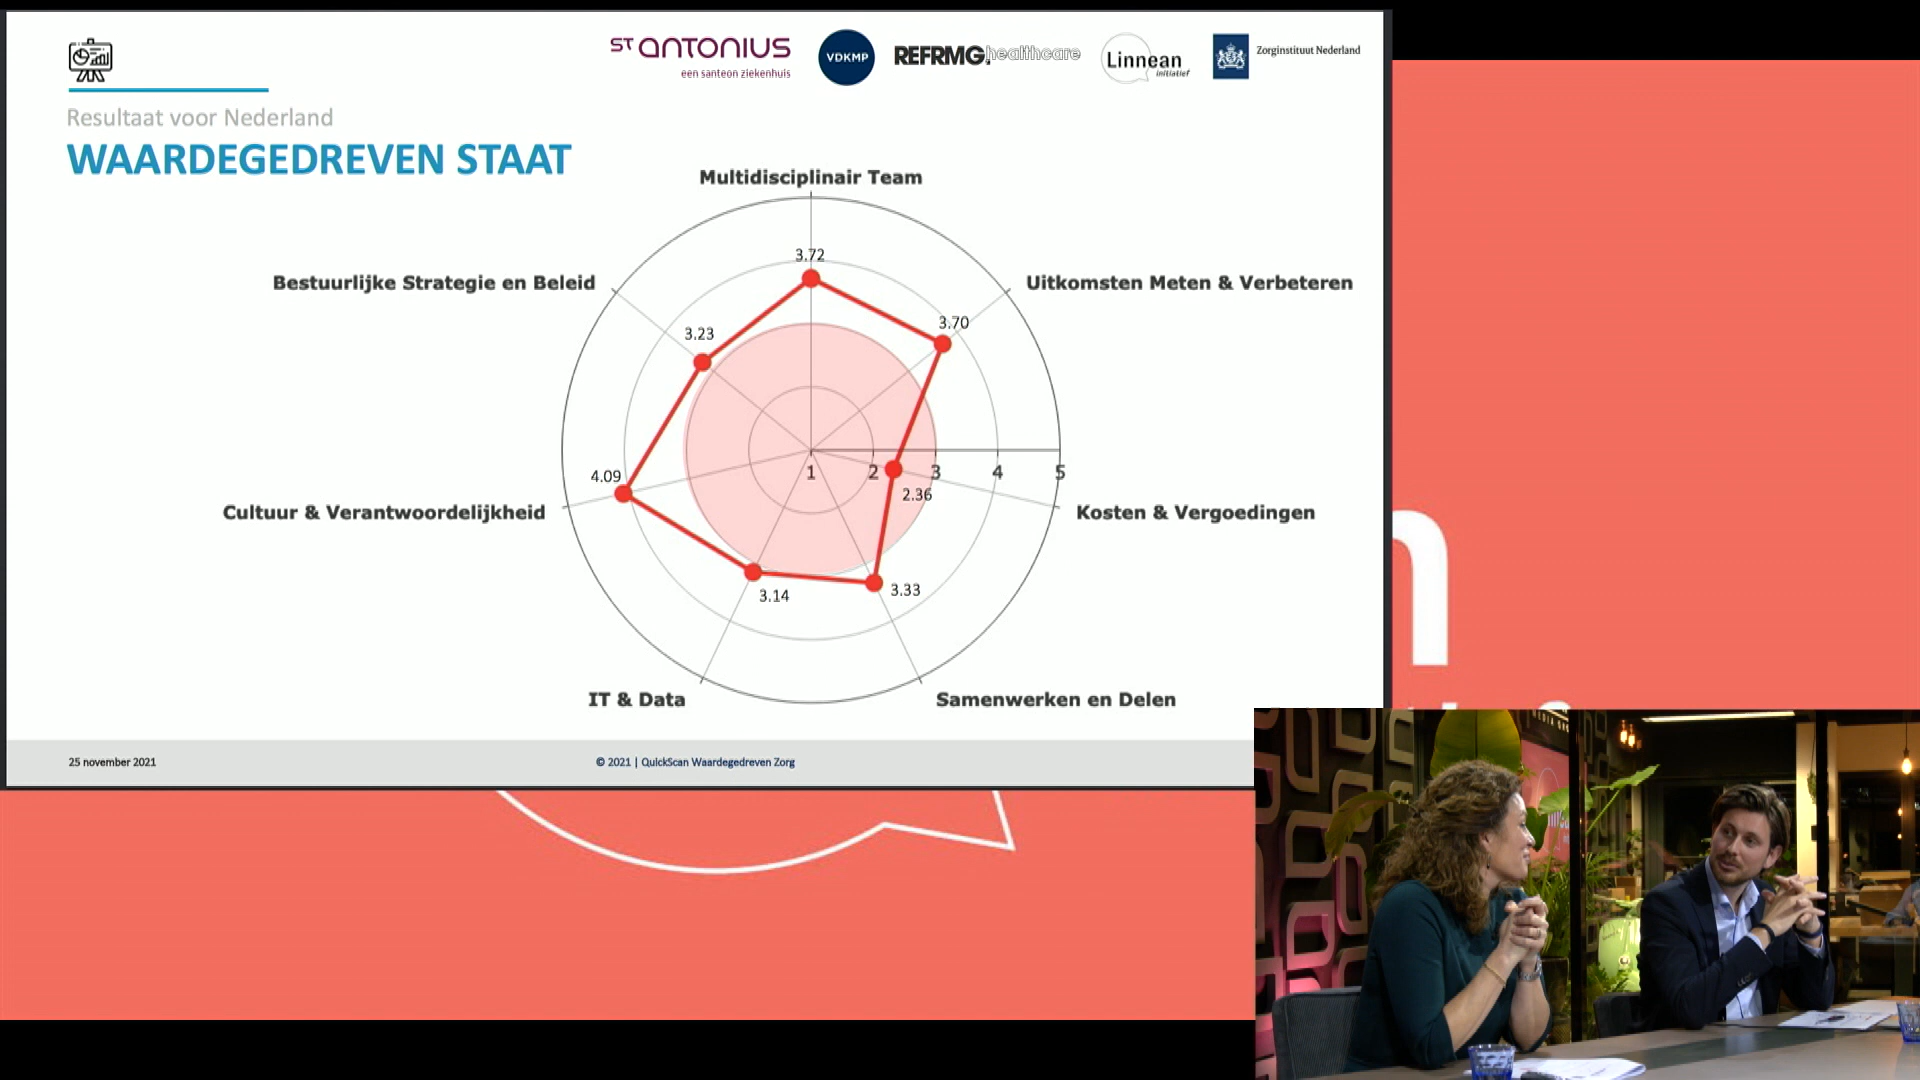 ST ANTONIUS
een santeon ziekenhuis
VDKMP
REFRMG.healthcare
Linnean
initiatief
Zorginstituut Nederland
Resultaat voor Nederland
WAARDEGEDREVEN STAAT
Multidisciplinair Team
Bestuurlijke Strategie en Beleid
Uitkomsten Meten & Verbeteren
3.72
3.70
3.23
4.09
1
2
3
4
5
2.36
Cultuur & Verantwoordelijkheid
Kosten & Vergoedingen
3.14
3.33
IT & Data
Samenwerken en Delen
25 november 2021
© 2021 | QuickScan Waardegedreven Zorg
n
MEDIA